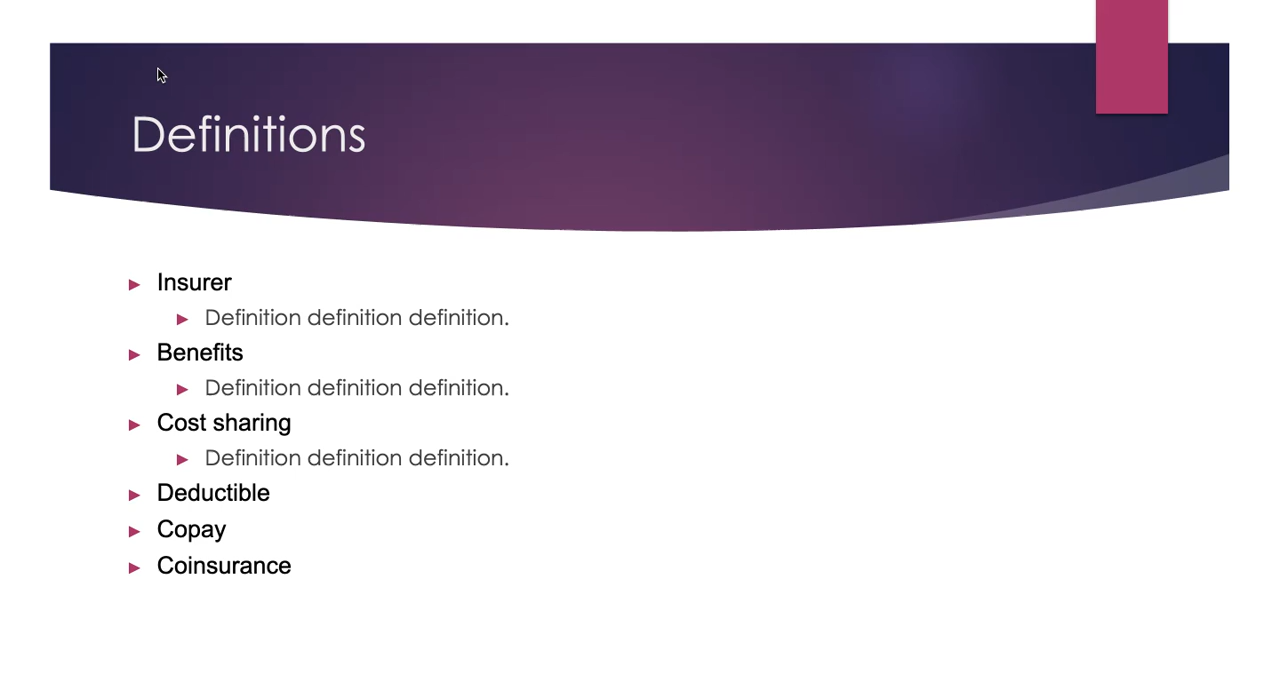 Definitions
Insurer
Definition definition definition.
Benefits
Definition definition definition.
Cost sharing
Definition definition definition.
Deductible
Copay
Coinsurance